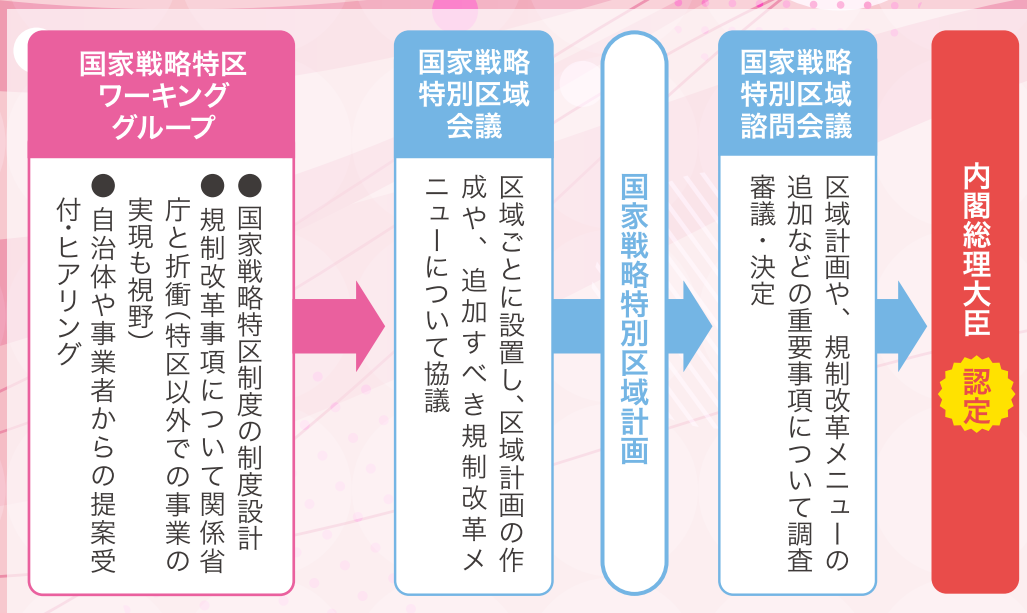 国家戦略特区
ワーキング
グループ
●国家戦略特区制度の制度設計
●規制改革事項について関係省
庁と折衝(特区以外での事業の
実現も視野)
●自治体や事業者からの提案受
付・ヒアリング
国家戦略
特別区域
会議
区域ごとに設置し、区域計画の作
成や、追加すべき規制改革メ
ニューについて協議
国家戦略特別区域計画
国家戦略
特別区域
諮問会議
区域計画や、規制改革メニューの
追加などの重要事項について調査
審議・決定
内閣総理大臣
認定